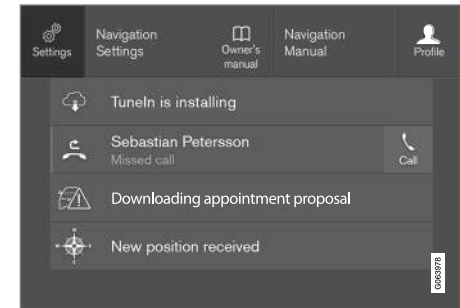 Settings
Navigation
Settings
Owner's
manual
Navigation
Manual
Profile
TuneIn is installing
Sebastian Petersson
Missed call
Call
Downloading appointment proposal
New position received
G063978